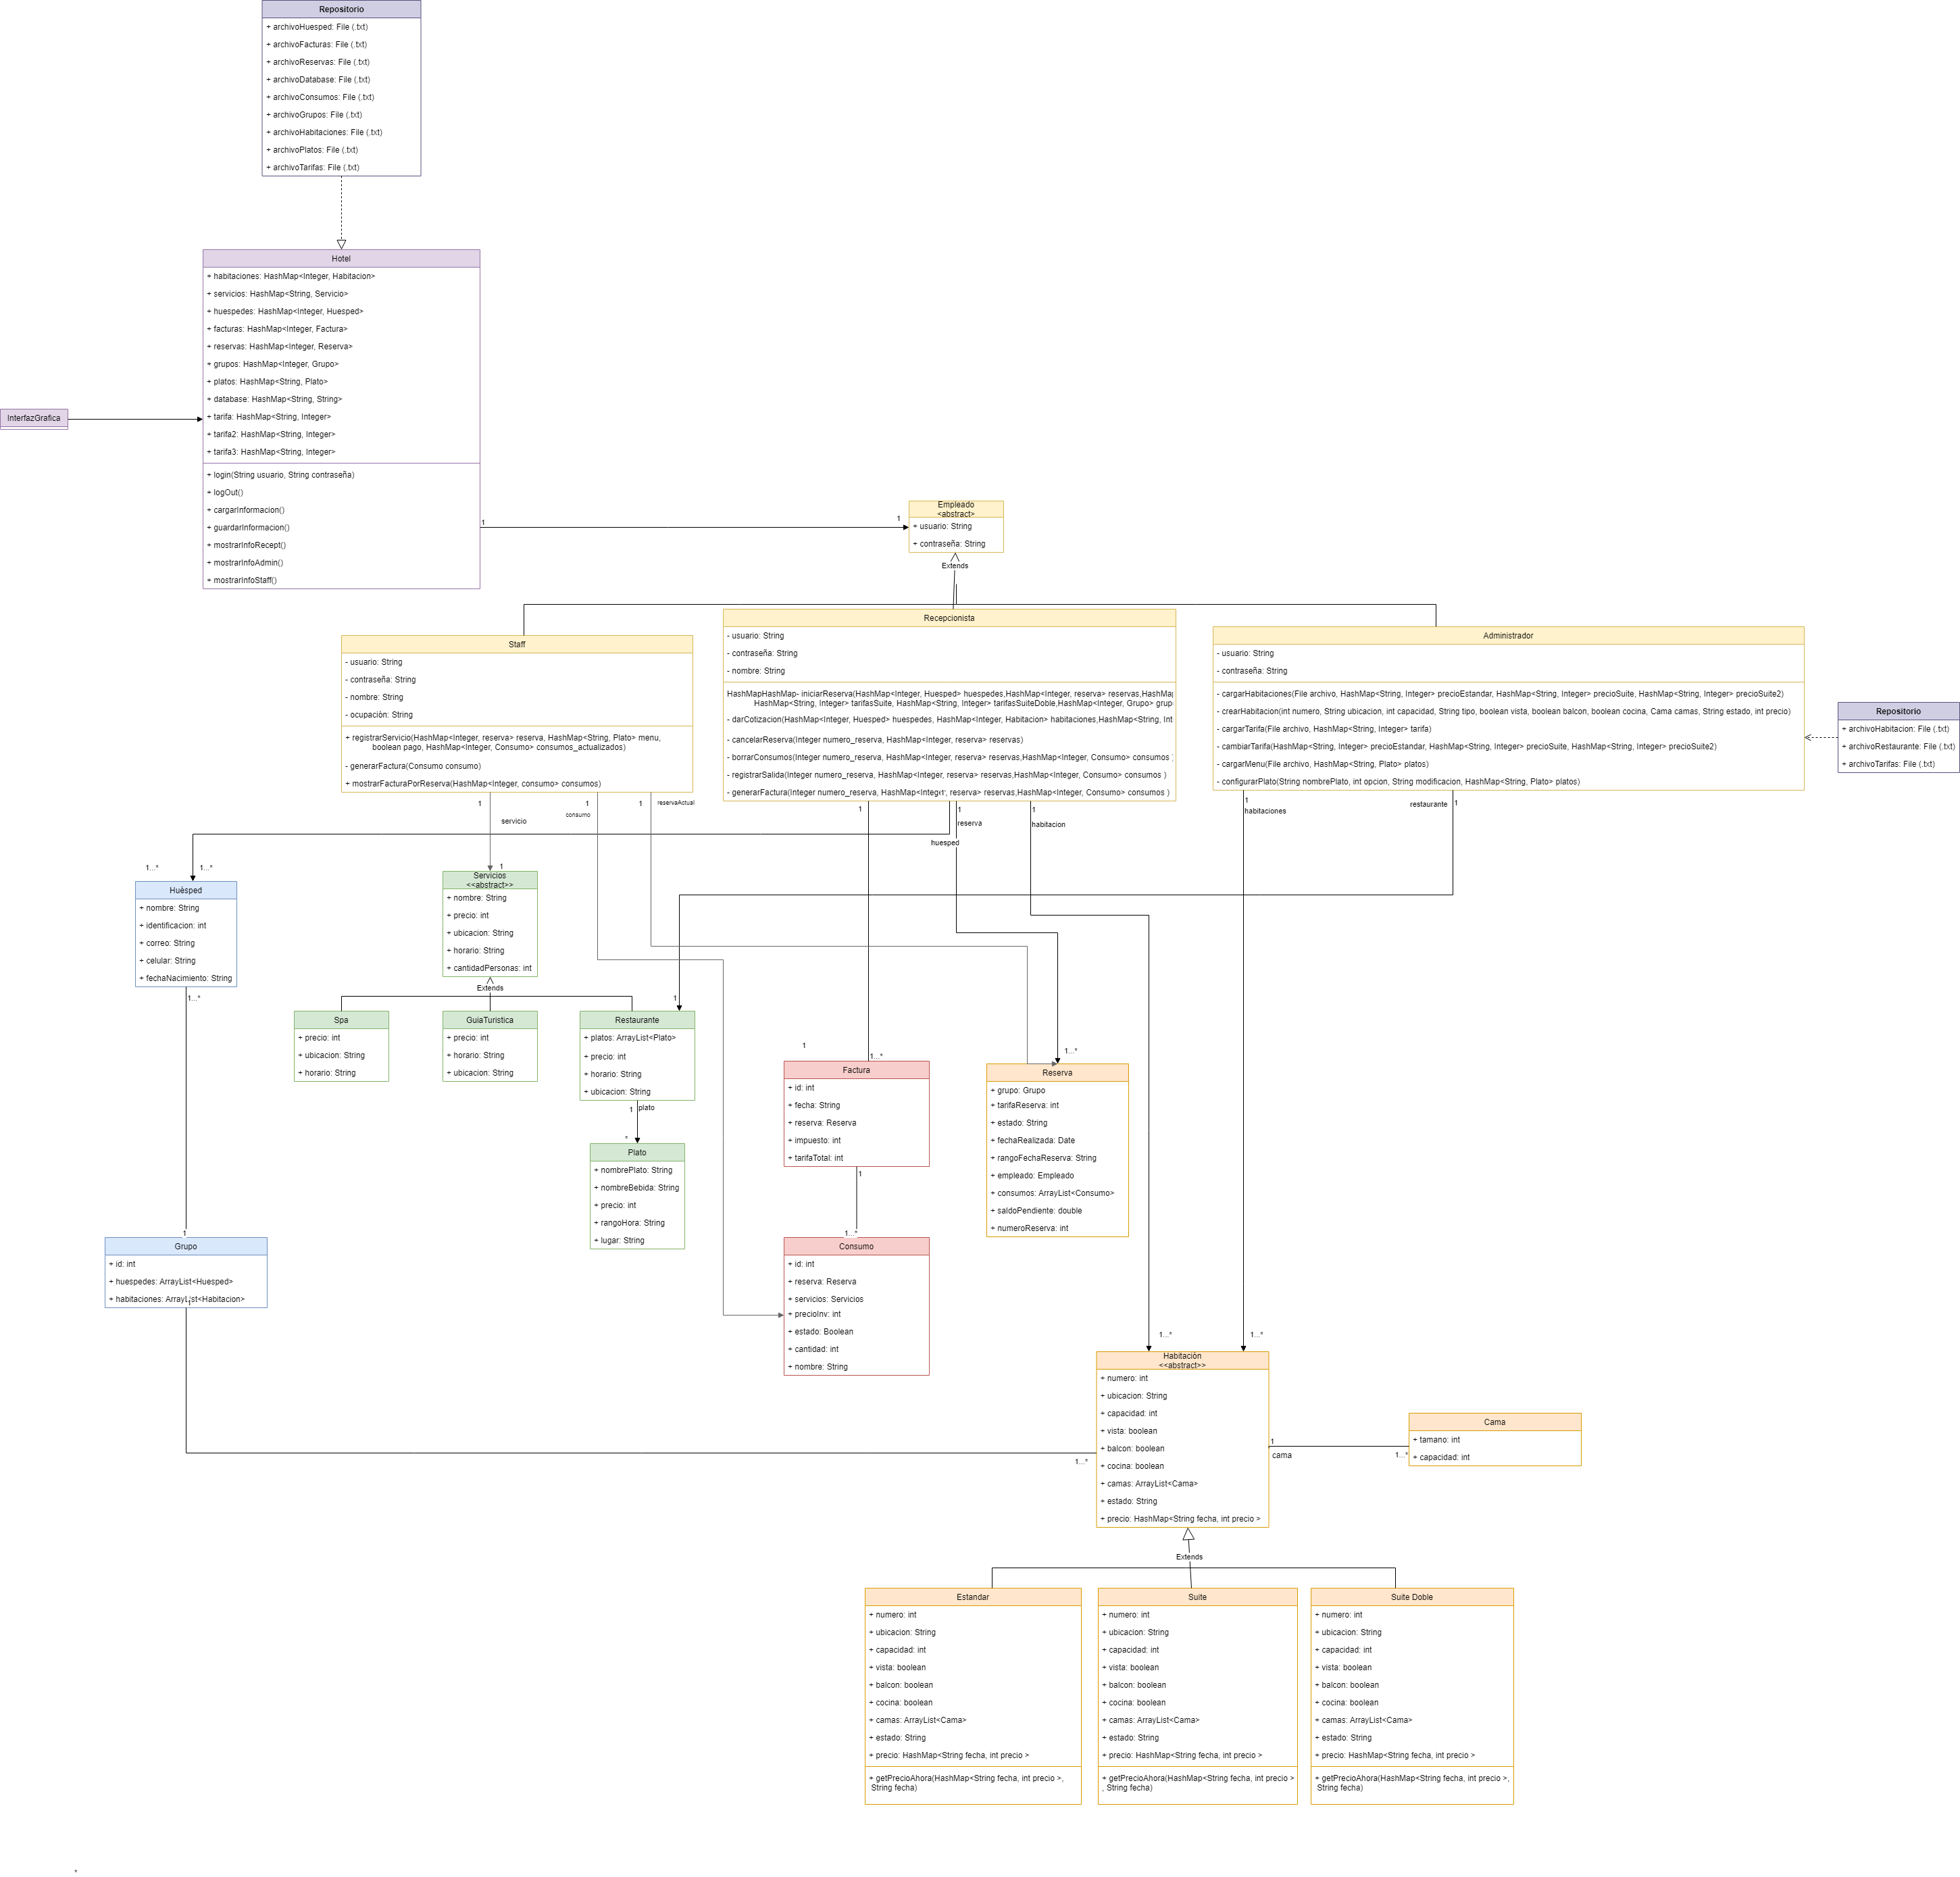 Repositorio
+ archivoHuesped: File (.txt)
+ archivoFacturas: File (.txt)
+ archivoReservas: File (.txt)
+ archivoDatabase: File (.txt)
+ archivoConsumos: File (.txt)
+ archivoGrupos: File (.txt)
+ archivoHabitaciones: File (.txt)
+ archivoPlatos: File (.txt)
+ archivoTarifas: File (.txt)
Hotel
+ habitaciones: HashMap<Integer, Habitacion>
+ servicios: HashMap<String, Servicio>
+ huespedes: HashMap<Integer, Huesped>
+ facturas: HashMap<Integer, Factura>
+ reservas: HashMap<Integer, Reserva>
+ grupos: HashMap<Integer, Grupo>
+ platos: HashMap<String, Plato>
+ database: HashMap<String, String>
+ tarifa: HashMap<String, Integer>
+ tarifa2: HashMap<String, Integer>
+ tarifa3: HashMap<String, Integer>
+ login(String usuario, String contraseña)
+ logOut()
+ cargarInformacion()
+ guardarInformacion()
+ mostrarInfoRecept()
+ mostrarInfoAdmin()
+ mostrarInfoStaff()
InterfazGrafica
1
1
Empleado
<abstract>
+ usuario: String
+ contraseña: String
Extends
Staff
- usuario: String
- contraseña: String
- nombre: String
- ocupación: String
+ registrarServicio(HashMap<Integer, reserva> reserva, HashMap<String, Plato> menu,
boolean pago, HashMap<Integer, Consumo> consumos_actualizados)
- generarFactura(Consumo consumo)
+ mostrarFacturaPorReserva(HashMap<Integer, consumo> consumos)
Recepcionista
- usuario: String
- contraseña: String
- nombre: String
HashMapHashMap- iniciarReserva(HashMap<Integer, Huesped> huespedes,HashMap<Integer, reserva> reservas,HashMap
HashMap<String, Integer> tarifasSuite, HashMap<String, Integer> tarifasSuiteDoble,HashMap<Integer, Grupo> grup
- darCotizacion(HashMap<Integer, Huesped> huespedes, HashMap<Integer, Habitacion> habitaciones,HashMap<String, Int
- cancelarReserva(Integer numero_reserva, HashMap<Integer, reserva> reservas)
- borrarConsumos(Integer numero_reserva, HashMap<Integer, reserva> reservas,HashMap<Integer, Consumo> consumos )
- registrarSalida(Integer numero_reserva, HashMap<Integer, reserva> reservas,HashMap<Integer, Consumo> consumos )
- generarFactura(Integer numero_reserva, HashMap<Integer, reserva> reservas,HashMap<Integer, Consumo> consumos )
Administrador
- usuario: String
- contraseña: String
- cargarHabitaciones(File archivo, HashMap<String, Integer> precioEstandar, HashMap<String, Integer> precioSuite, HashMap<String, Integer> precioSuite2)
- crearHabitacion(int numero, String ubicacion, int capacidad, String tipo, boolean vista, boolean balcon, boolean cocina, Cama camas, String estado, int precio)
- cargarTarifa(File archivo, HashMap<String, Integer> tarifa)
- cambiarTarifa(HashMap<String, Integer> precioEstandar, HashMap<String, Integer> precioSuite, HashMap<String, Integer> precioSuite2)
- cargarMenu(File archivo, HashMap<String, Plato> platos)
- configurarPlato(String nombrePlato, int opcion, String modificacion, HashMap<String, Plato> platos)
Repositorio
+ archivoHabitacion: File (.txt)
+ archivoRestaurante: File (.txt)
+ archivoTarifas: File (.txt)
1
servicio
1
consumo
1
reservaActual
1
1
reserva
huesped
1
habitacion
1
habitaciones
restaurante
1
1...*
1...*
Huèsped
+ nombre: String
+ identificacion: int
+ correo: String
+ celular: String
+ fechaNacimiento: String
1...*
1
Servicios
<<abstract>>
+ nombre: String
+ precio: int
+ ubicacion: String
+ horario: String
+ cantidadPersonas: int
Extends
Spa
+ precio: int
+ ubicacion: String
+ horario: String
GuiaTuristica
+ precio: int
+ horario: String
+ ubicacion: String
1
Restaurante
+ platos: ArrayList<Plato>
+ precio: int
+ horario: String
+ ubicacion: String
1
plato
*
Plato
+ nombrePlato: String
+ nombreBebida: String
+ precio: int
+ rangoHora: String
+ lugar: String
1
1...*
Factura
+ id: int
+ fecha: String
+ reserva: Reserva
+ impuesto: int
+ tarifaTotal: int
1
1...*
Consumo
+ id: int
+ reserva: Reserva
+ servicios: Servicios
+ precioInv: int
+ estado: Boolean
+ cantidad: int
+ nombre: String
1...*
Reserva
+ grupo: Grupo
+ tarifaReserva: int
+ estado: String
+ fechaRealizada: Date
+ rangoFechaReserva: String
+ empleado: Empleado
+ consumos: ArrayList<Consumo>
+ saldoPendiente: double
+ numeroReserva: int
1
Grupo
+ id: int
+ huespedes: ArrayList<Huesped>
+ habitaciones: ArrayList<Habitacion>
1
1...*
1...*
1...*
Habitación
<<abstract>>
+ numero: int
+ ubicacion: String
+ capacidad: int
+ vista: boolean
+ balcon: boolean
+ cocina: boolean
+ camas: ArrayList<Cama>
+ estado: String
+ precio: HashMap<String fecha, int precio >
1
cama
1...*
Cama
+ tamano: int
+ capacidad: int
Extends
Estandar
+ numero: int
+ ubicacion: String
+ capacidad: int
+ vista: boolean
+ balcon: boolean
+ cocina: boolean
+ camas: ArrayList<Cama>
+ estado: String
+ precio: HashMap<String fecha, int precio >
+ getPrecioAhora(HashMap<String fecha, int precio >,
String fecha)
Suite
+ numero: int
+ ubicacion: String
+ capacidad: int
+ vista: boolean
+ balcon: boolean
+ cocina: boolean
+ camas: ArrayList<Cama>
+ estado: String
+ precio: HashMap<String fecha, int precio >
+ getPrecioAhora(HashMap<String fecha, int precio >
, String fecha)
Suite Doble
+ numero: int
+ ubicacion: String
+ capacidad: int
+ vista: boolean
+ balcon: boolean
+ cocina: boolean
+ camas: ArrayList<Cama>
+ estado: String
+ precio: HashMap<String fecha, int precio >
+ getPrecioAhora(HashMap<String fecha, int precio >,
String fecha)
*